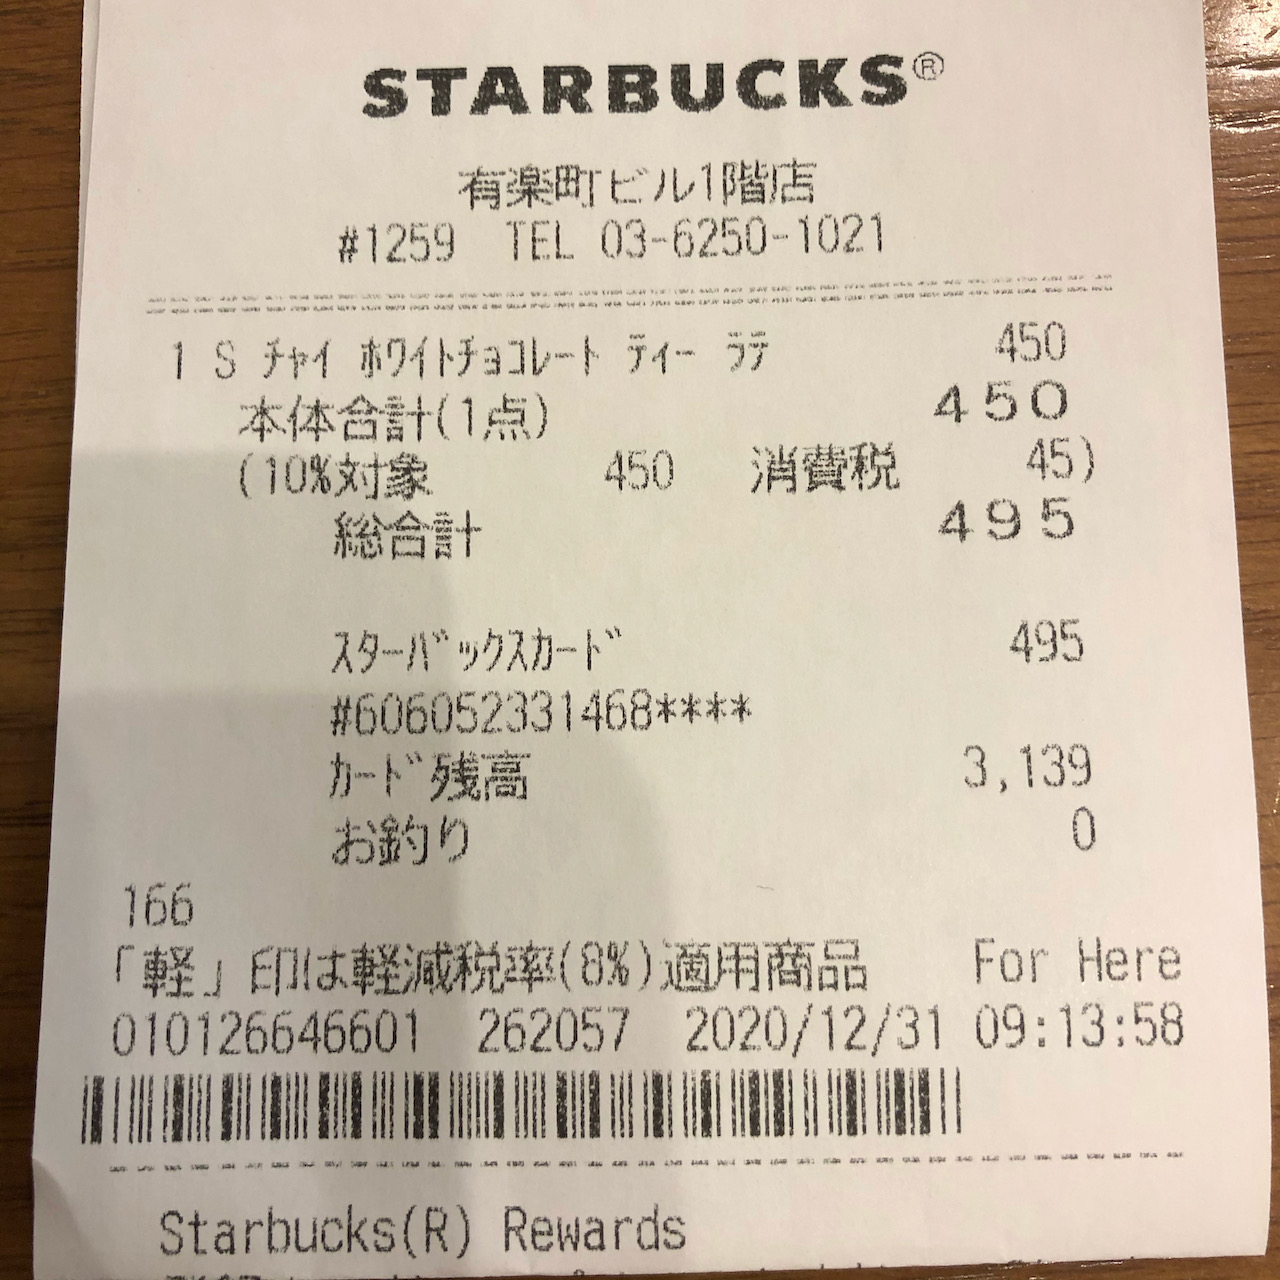 STARBUCKS®
有楽町ビル1階店
#1259 TEL 03-6250-1021
1 S ﾁｬｲ ﾎﾜｲﾄﾁｮｺﾚｰﾄ ﾃｨｰ ﾗﾃ 450
本体合計(1点) 450
(10%対象 450 消費税 45)
総合計 495
ｽﾀｰﾊﾞｯｸｽｶｰﾄﾞ 495
#606052331468****
ｶｰﾄﾞ残高 3,139
お釣り 0
166
「軽」印は軽減税率(8%)適用商品 For Here
010126646601 262057 2020/12/31 09:13:58
Starbucks(R) Rewards